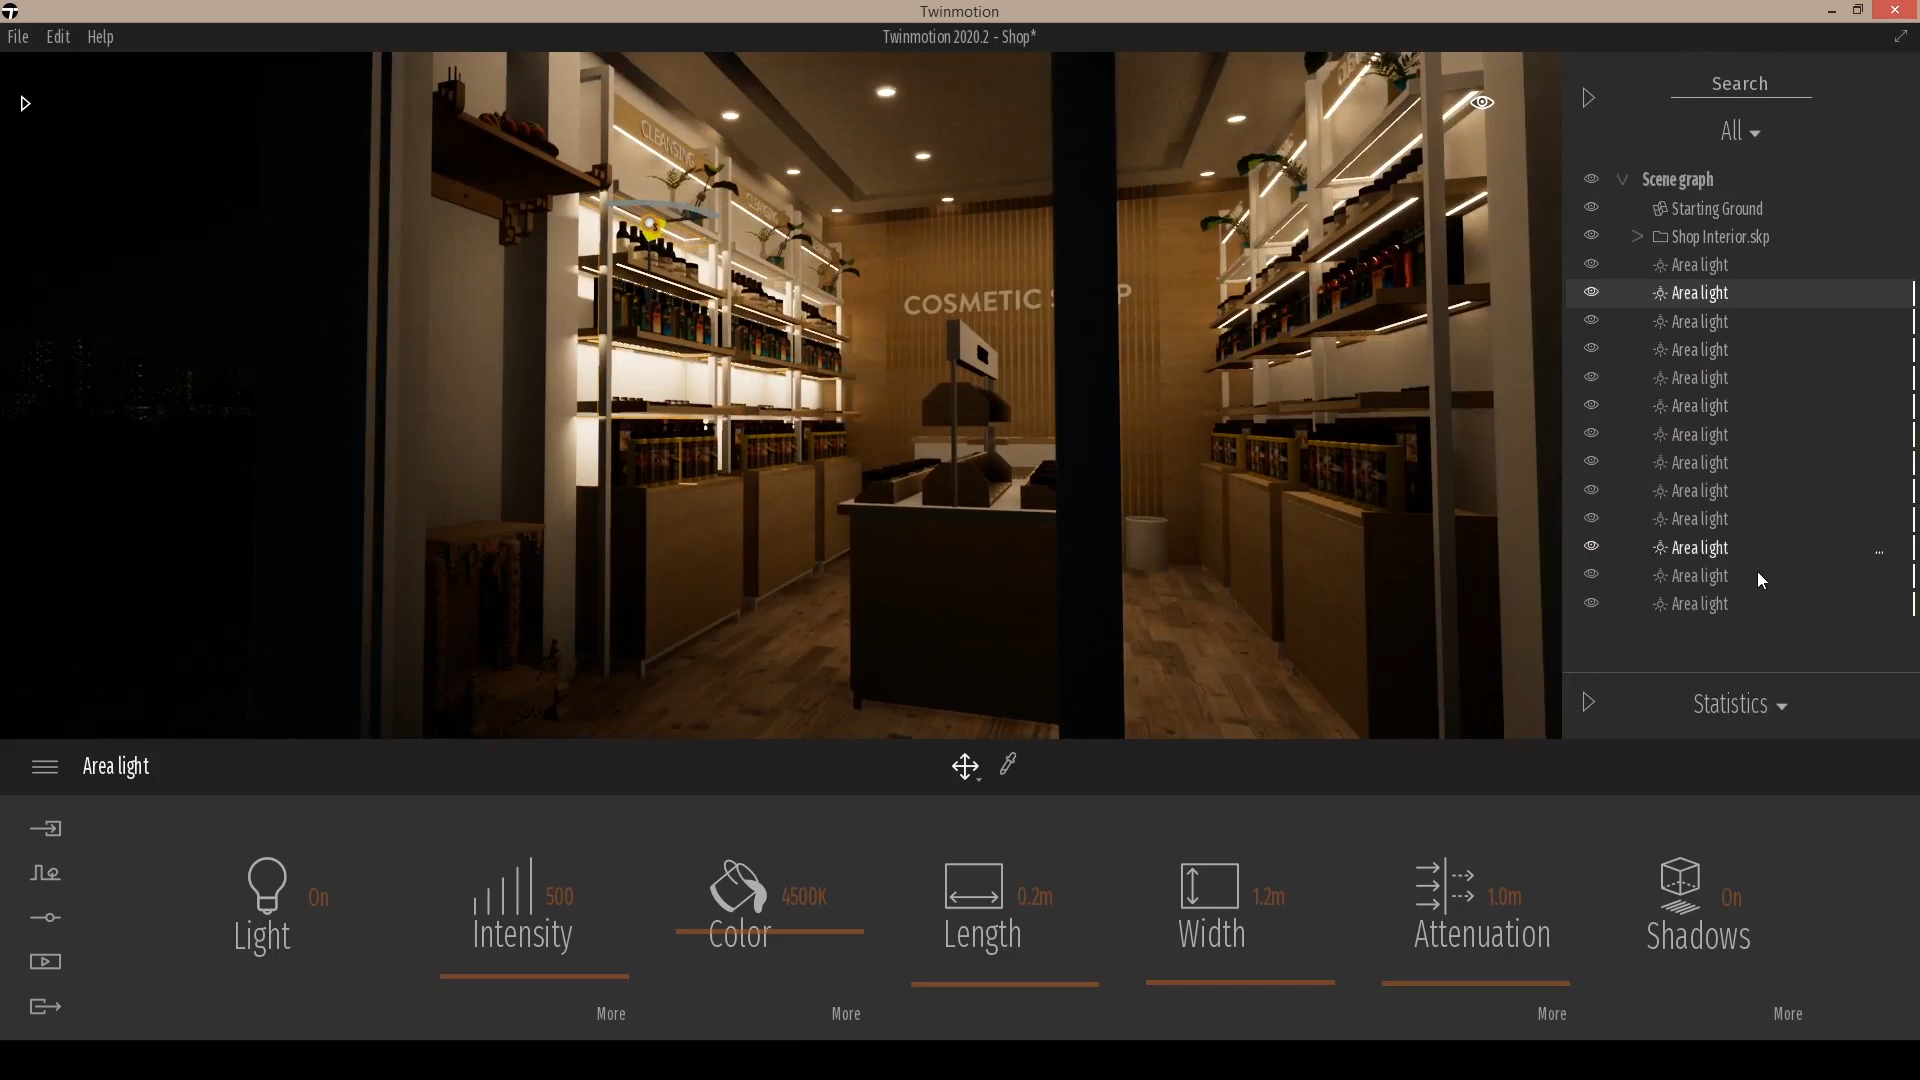 Twinmotion
File Edit Help
Twinmotion 2020.2 - Shop*
Search
All
Scene graph
Starting Ground
Shop Interior.skp
Area light
Area light
Area light
Area light
Area light
Area light
Area light
Area light
Area light
Area light
Area light ...
Area light
Area light
Statistics
CLEANSING
COSMETIC S P
Area light
On
Light
500
Intensity
More
4500K
Color
More
0.2m
Length
1.2m
Width
1.0m
Attenuation
More
On
Shadows
More